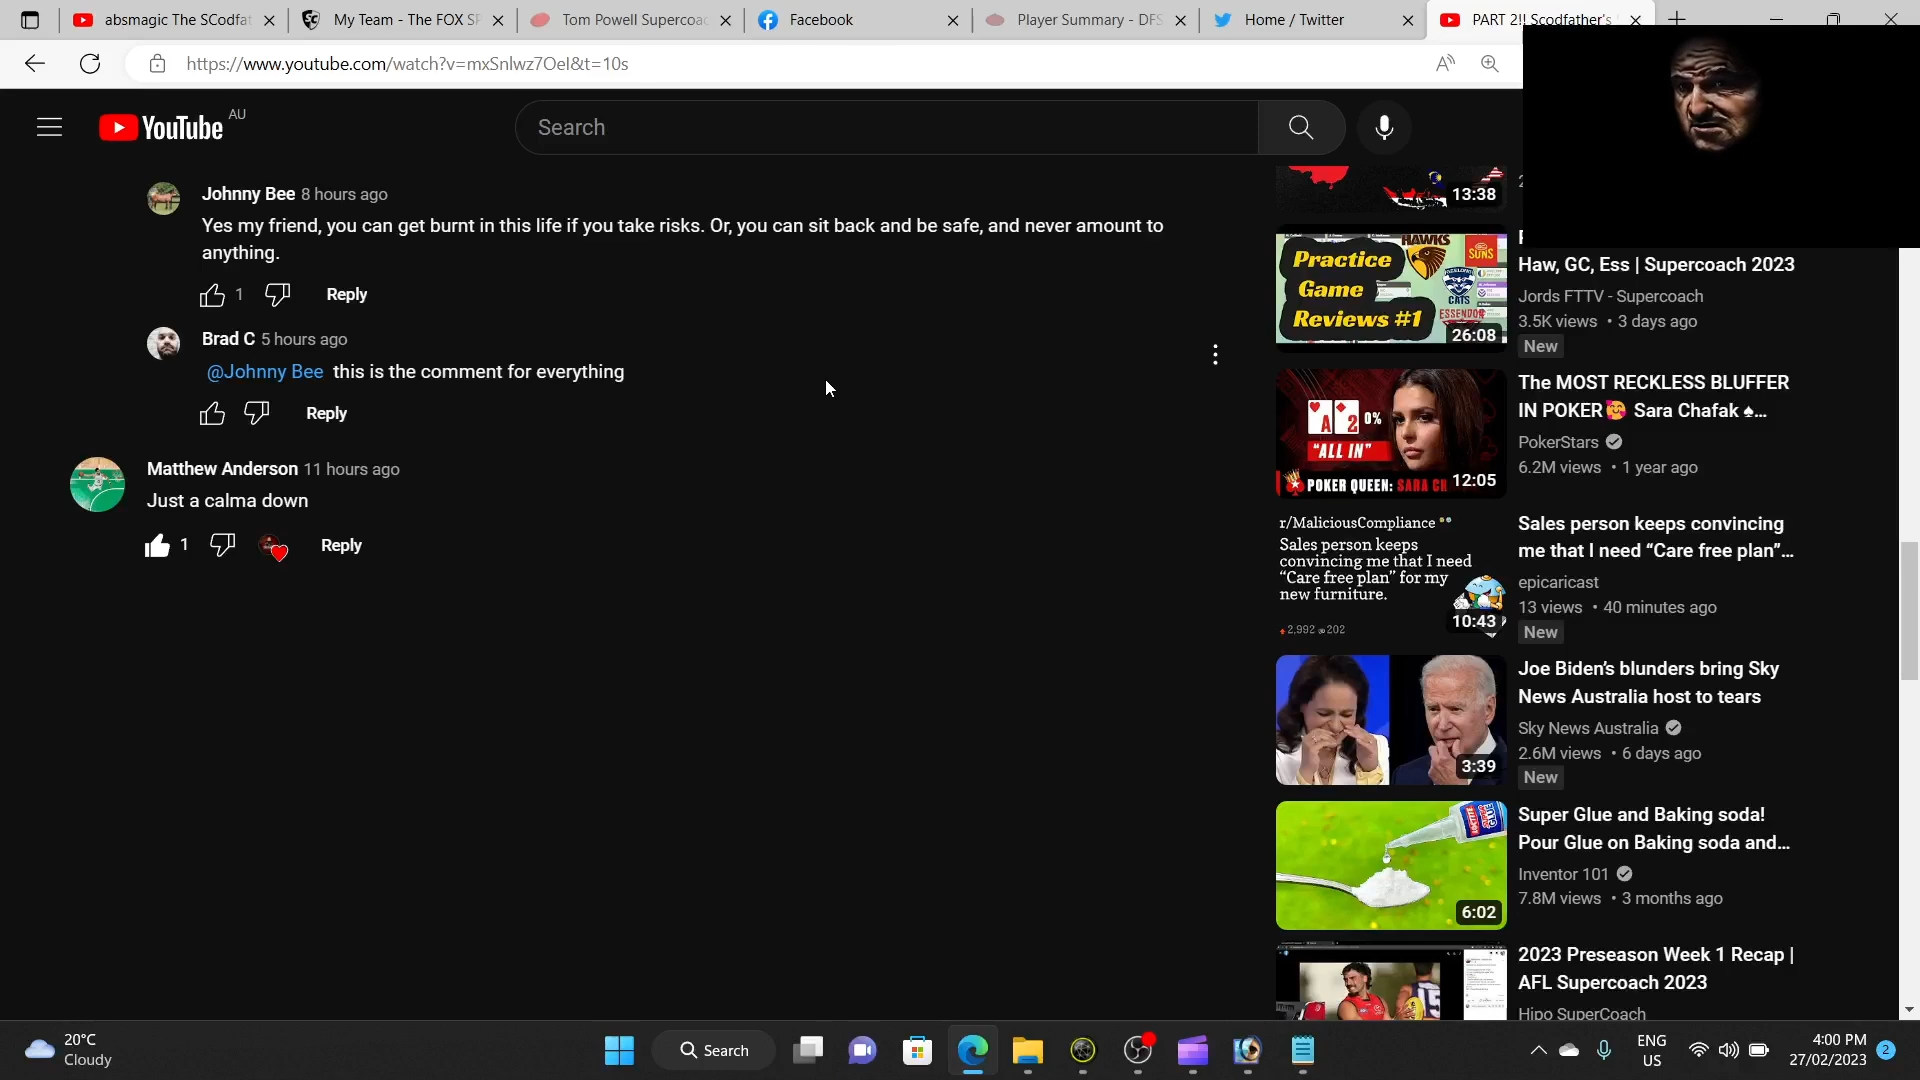 absmagic The SCodfat
My Team - The FOX SP
Tom Powell Supercoac
Facebook
Player Summary - DFS
Home / Twitter
PART 2!! Scodfather's
https://www.youtube.com/watch?v=mxSnlwz7OeI&t=10s
YouTube AU
Search
Johnny Bee 8 hours ago
Yes my friend, you can get burnt in this life if you take risks. Or, you can sit back and be safe, and never amount to
anything.
1 Reply
Brad C 5 hours ago
@Johnny Bee this is the comment for everything
Reply
Matthew Anderson 11 hours ago
Just a calma down
1 Reply
13:38
HAWKS
SUNS
Practice
Game
Reviews #1
CATS
ESSENDON
26:08
Haw, GC, Ess | Supercoach 2023
Jords FTTV - Supercoach
3.5K views • 3 days ago
New
A 2 0%
"ALL IN"
POKER QUEEN: SARA CH
12:05
The MOST RECKLESS BLUFFER
IN POKER🥰 Sara Chafak ♠...
PokerStars
6.2M views • 1 year ago
r/MaliciousCompliance
Sales person keeps
convincing me that I need
“Care free plan” for my
new furniture.
2,992 202
10:43
Sales person keeps convincing
me that I need “Care free plan”...
epicaricast
13 views • 40 minutes ago
New
3:39
Joe Biden’s blunders bring Sky
News Australia host to tears
Sky News Australia
2.6M views • 6 days ago
New
LOCTITE
SUPER GLUE
6:02
Super Glue and Baking soda!
Pour Glue on Baking soda and...
Inventor 101
7.8M views • 3 months ago
15
2023 Preseason Week 1 Recap |
AFL Supercoach 2023
Hipo SuperCoach
20°C
Cloudy
Search
ENG
US
4:00 PM
27/02/2023
2